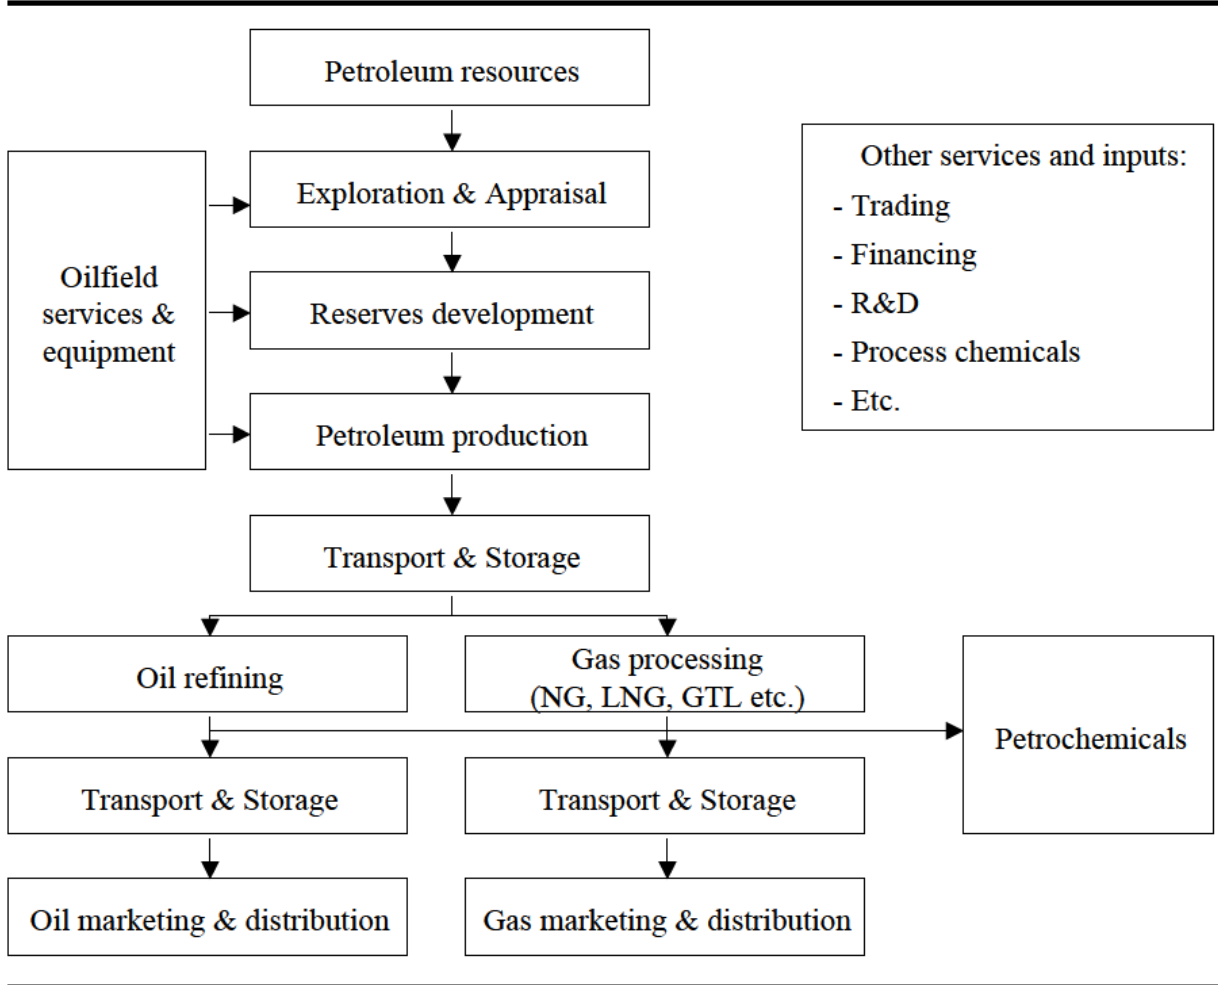 Petroleum resources
Exploration & Appraisal
Oilfield
services &
equipment
Reserves development
Petroleum production
Other services and inputs:
- Trading
- Financing
- R&D
- Process chemicals
- Etc.
Transport & Storage
Oil refining
Gas processing
(NG, LNG, GTL etc.)
Petrochemicals
Transport & Storage
Transport & Storage
Oil marketing & distribution
Gas marketing & distribution